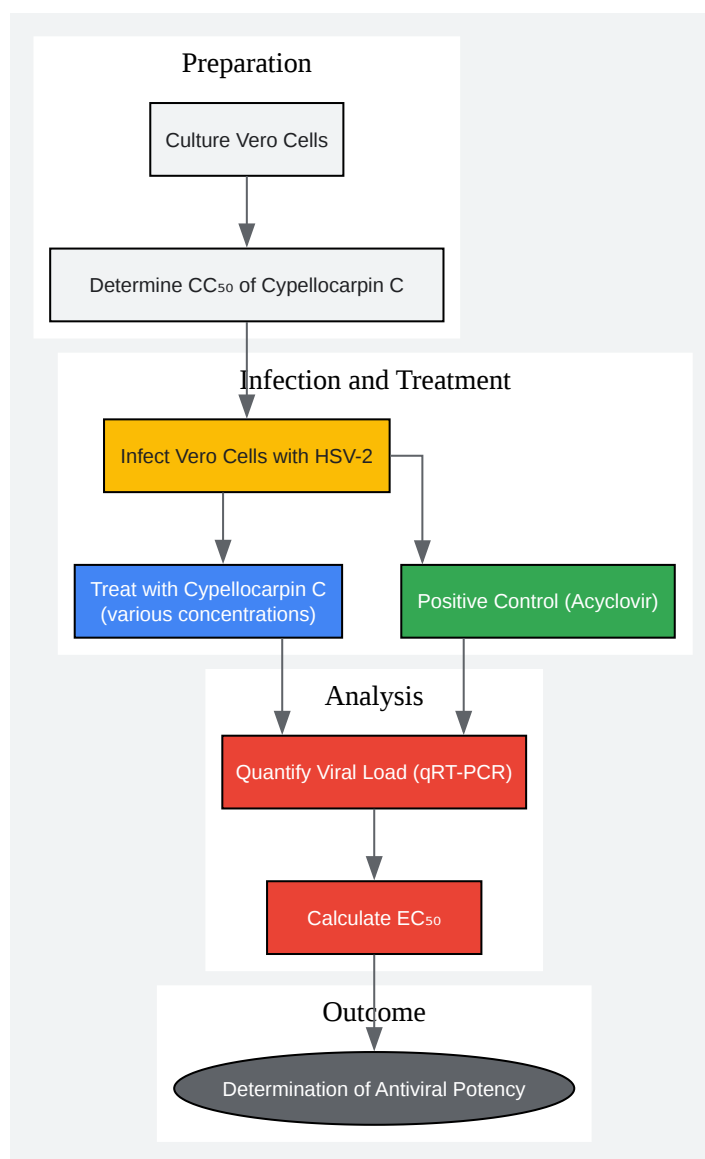 Preparation
Culture Vero Cells
Determine CC₅₀ of Cypellocarpin C
Infection and Treatment
Infect Vero Cells with HSV-2
Treat with Cypellocarpin C
(various concentrations)
Positive Control (Acyclovir)
Analysis
Quantify Viral Load (qRT-PCR)
Calculate EC₅₀
Outcome
Determination of Antiviral Potency